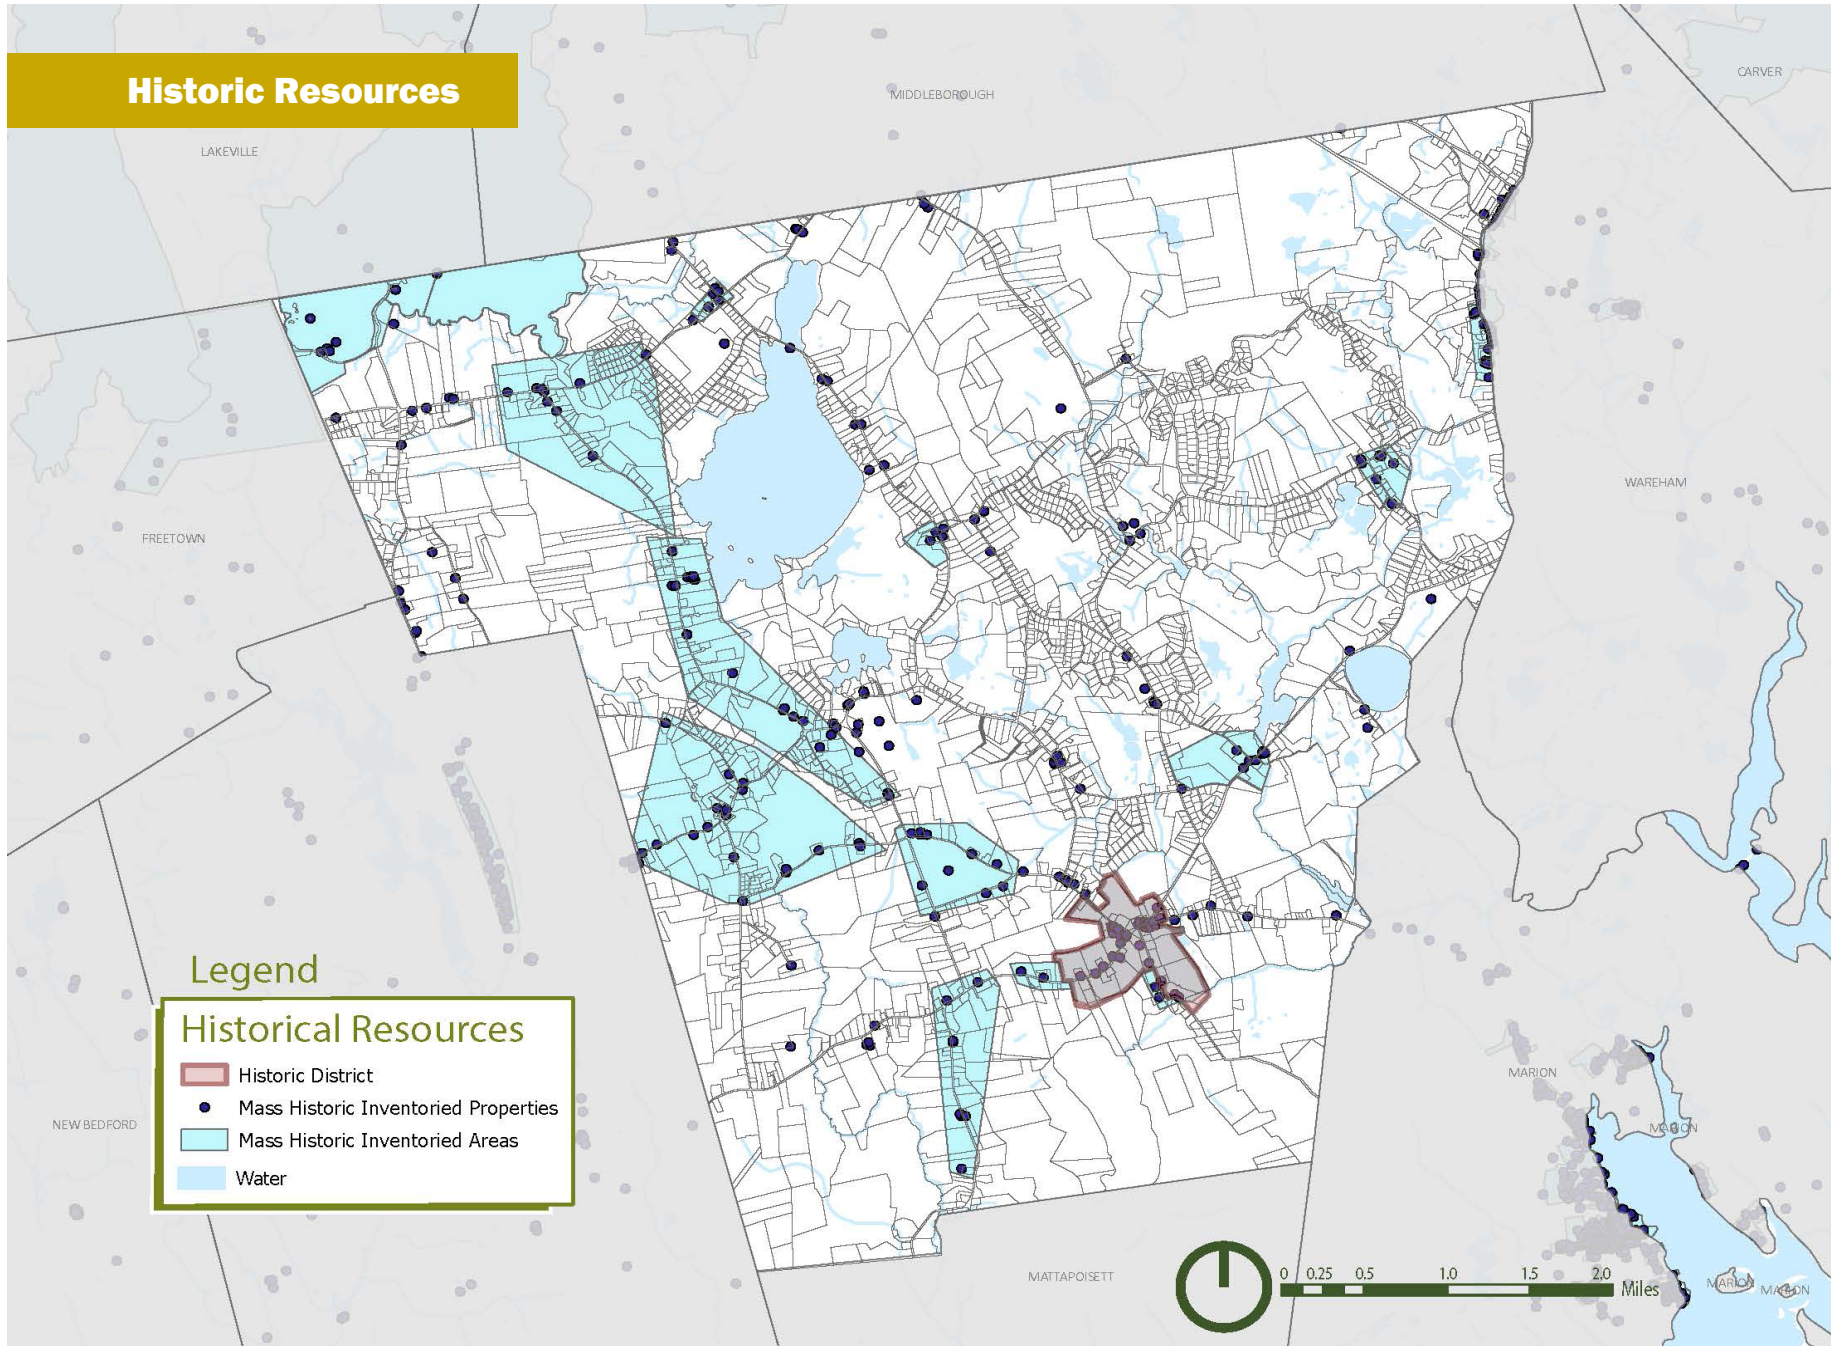 Historic Resources
CARVER
MIDDLEBOROUGH
LAKEVILLE
WAREHAM
FREETOWN
Legend
Historical Resources
Historic District
Mass Historic Inventoried Properties
Mass Historic Inventoried Areas
Water
NEW BEDFORD
MARION
MARION
MATTAPOISETT
0 0.25 0.5 1.0 1.5 2.0
Miles
MARION
MARION